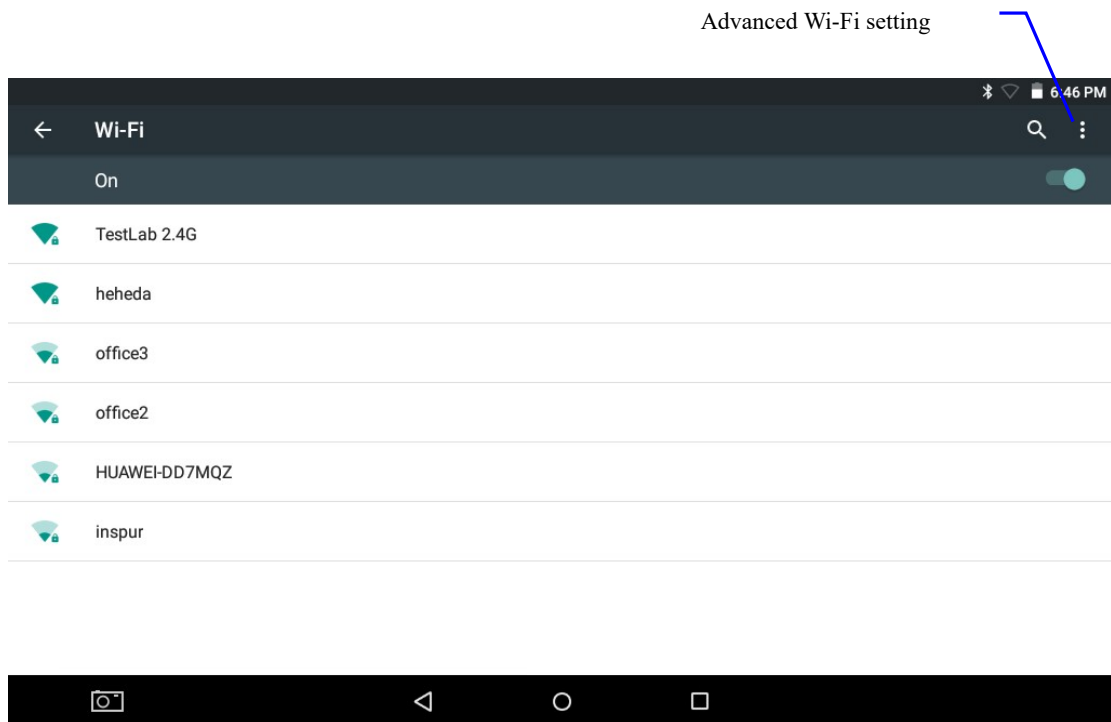 Advanced Wi-Fi setting
6:46 PM
Wi-Fi
On
TestLab 2.4G
heheda
office3
office2
HUAWEI-DD7MQZ
inspur